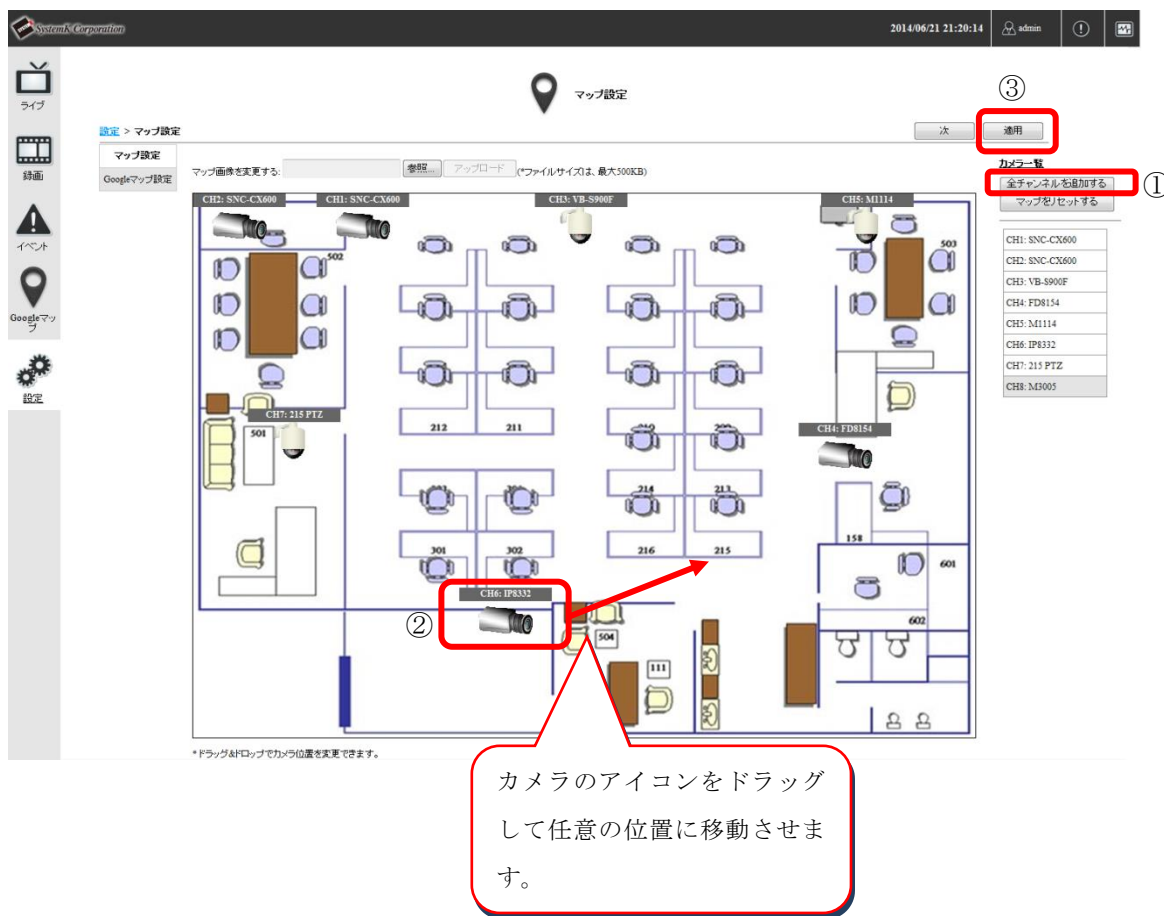 SystemK Corporation
2014/06/21 21:20:14
admin
ライブ
録画
イベント
Googleマッ
プ
設定
マップ設定
③
設定 > マップ設定
次
適用
マップ設定
Googleマップ設定
マップ画像を変更する:
参照...
アップロード
(*ファイルサイズは、最大500KB)
カメラ一覧
全チャンネルを追加する
①
マップをリセットする
CH1: SNC-CX600
CH2: SNC-CX600
CH3: VB-S900F
CH4: FD8154
CH5: M1114
CH6: IP8332
CH7: 215 PTZ
CH8: M3005
CH2: SNC-CX600
CH1: SNC-CX600
CH3: VB-S900F
CH5: M1114
502
503
CH7: 215 PTZ
501
212
211
CH4: FD8154
214
213
158
301
302
216
215
601
CH6: IP8332
②
602
504
111
*ドラッグ&ドロップでカメラ位置を変更できます。
カメラのアイコンをドラッグ
して任意の位置に移動させま
す。